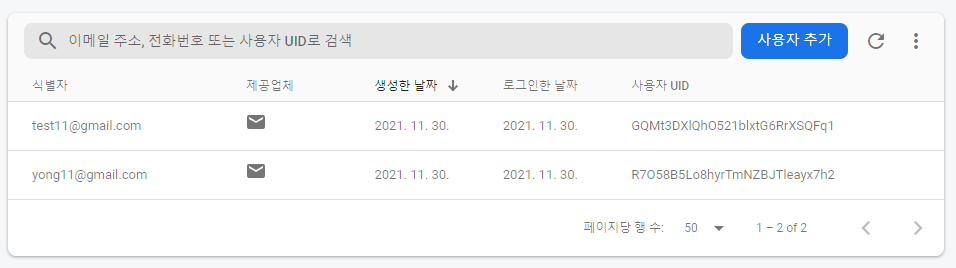 이메일 주소, 전화번호 또는 사용자 UID로 검색 사용자 추가
식별자 제공업체 생성한 날짜 로그인한 날짜 사용자 UID
test11@gmail.com 2021. 11. 30. 2021. 11. 30. GQMt3DXlQhO521blxtG6RrXSQFq1
yong11@gmail.com 2021. 11. 30. 2021. 11. 30. R7O58B5Lo8hyrTmNZBJTleayx7h2
페이지당 행 수: 50 1 – 2 of 2